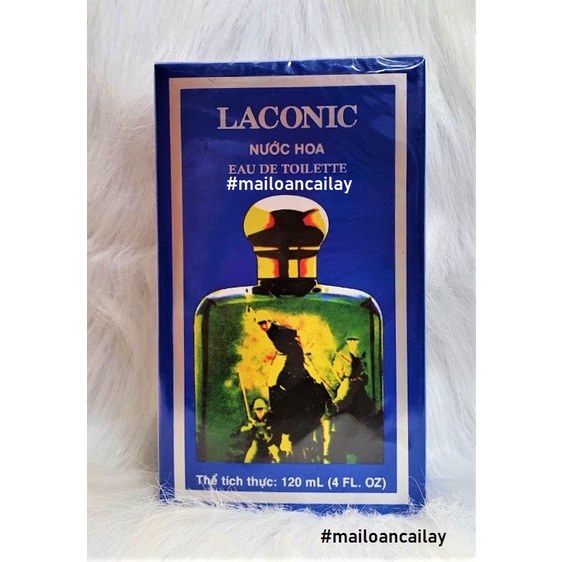 LACONIC
NƯỚC HOA
EAU DE TOILETTE
#mailoancailay
Thể tích thực: 120 mL (4 FL. OZ)
#mailoancailay